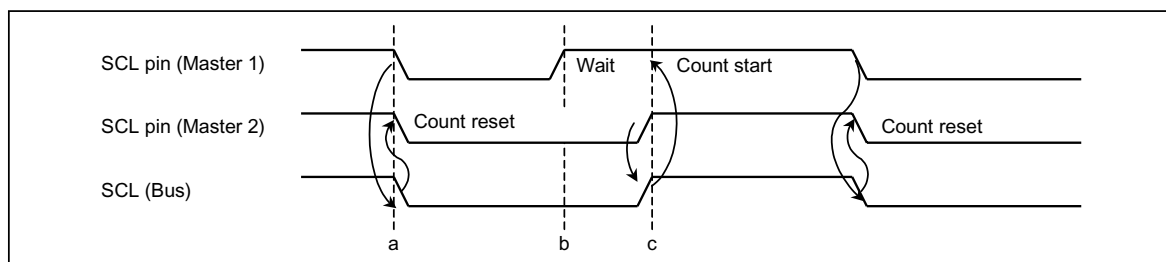 SCL pin (Master 1)
Wait
Count start
SCL pin (Master 2)
Count reset
Count reset
SCL (Bus)
a
b
c